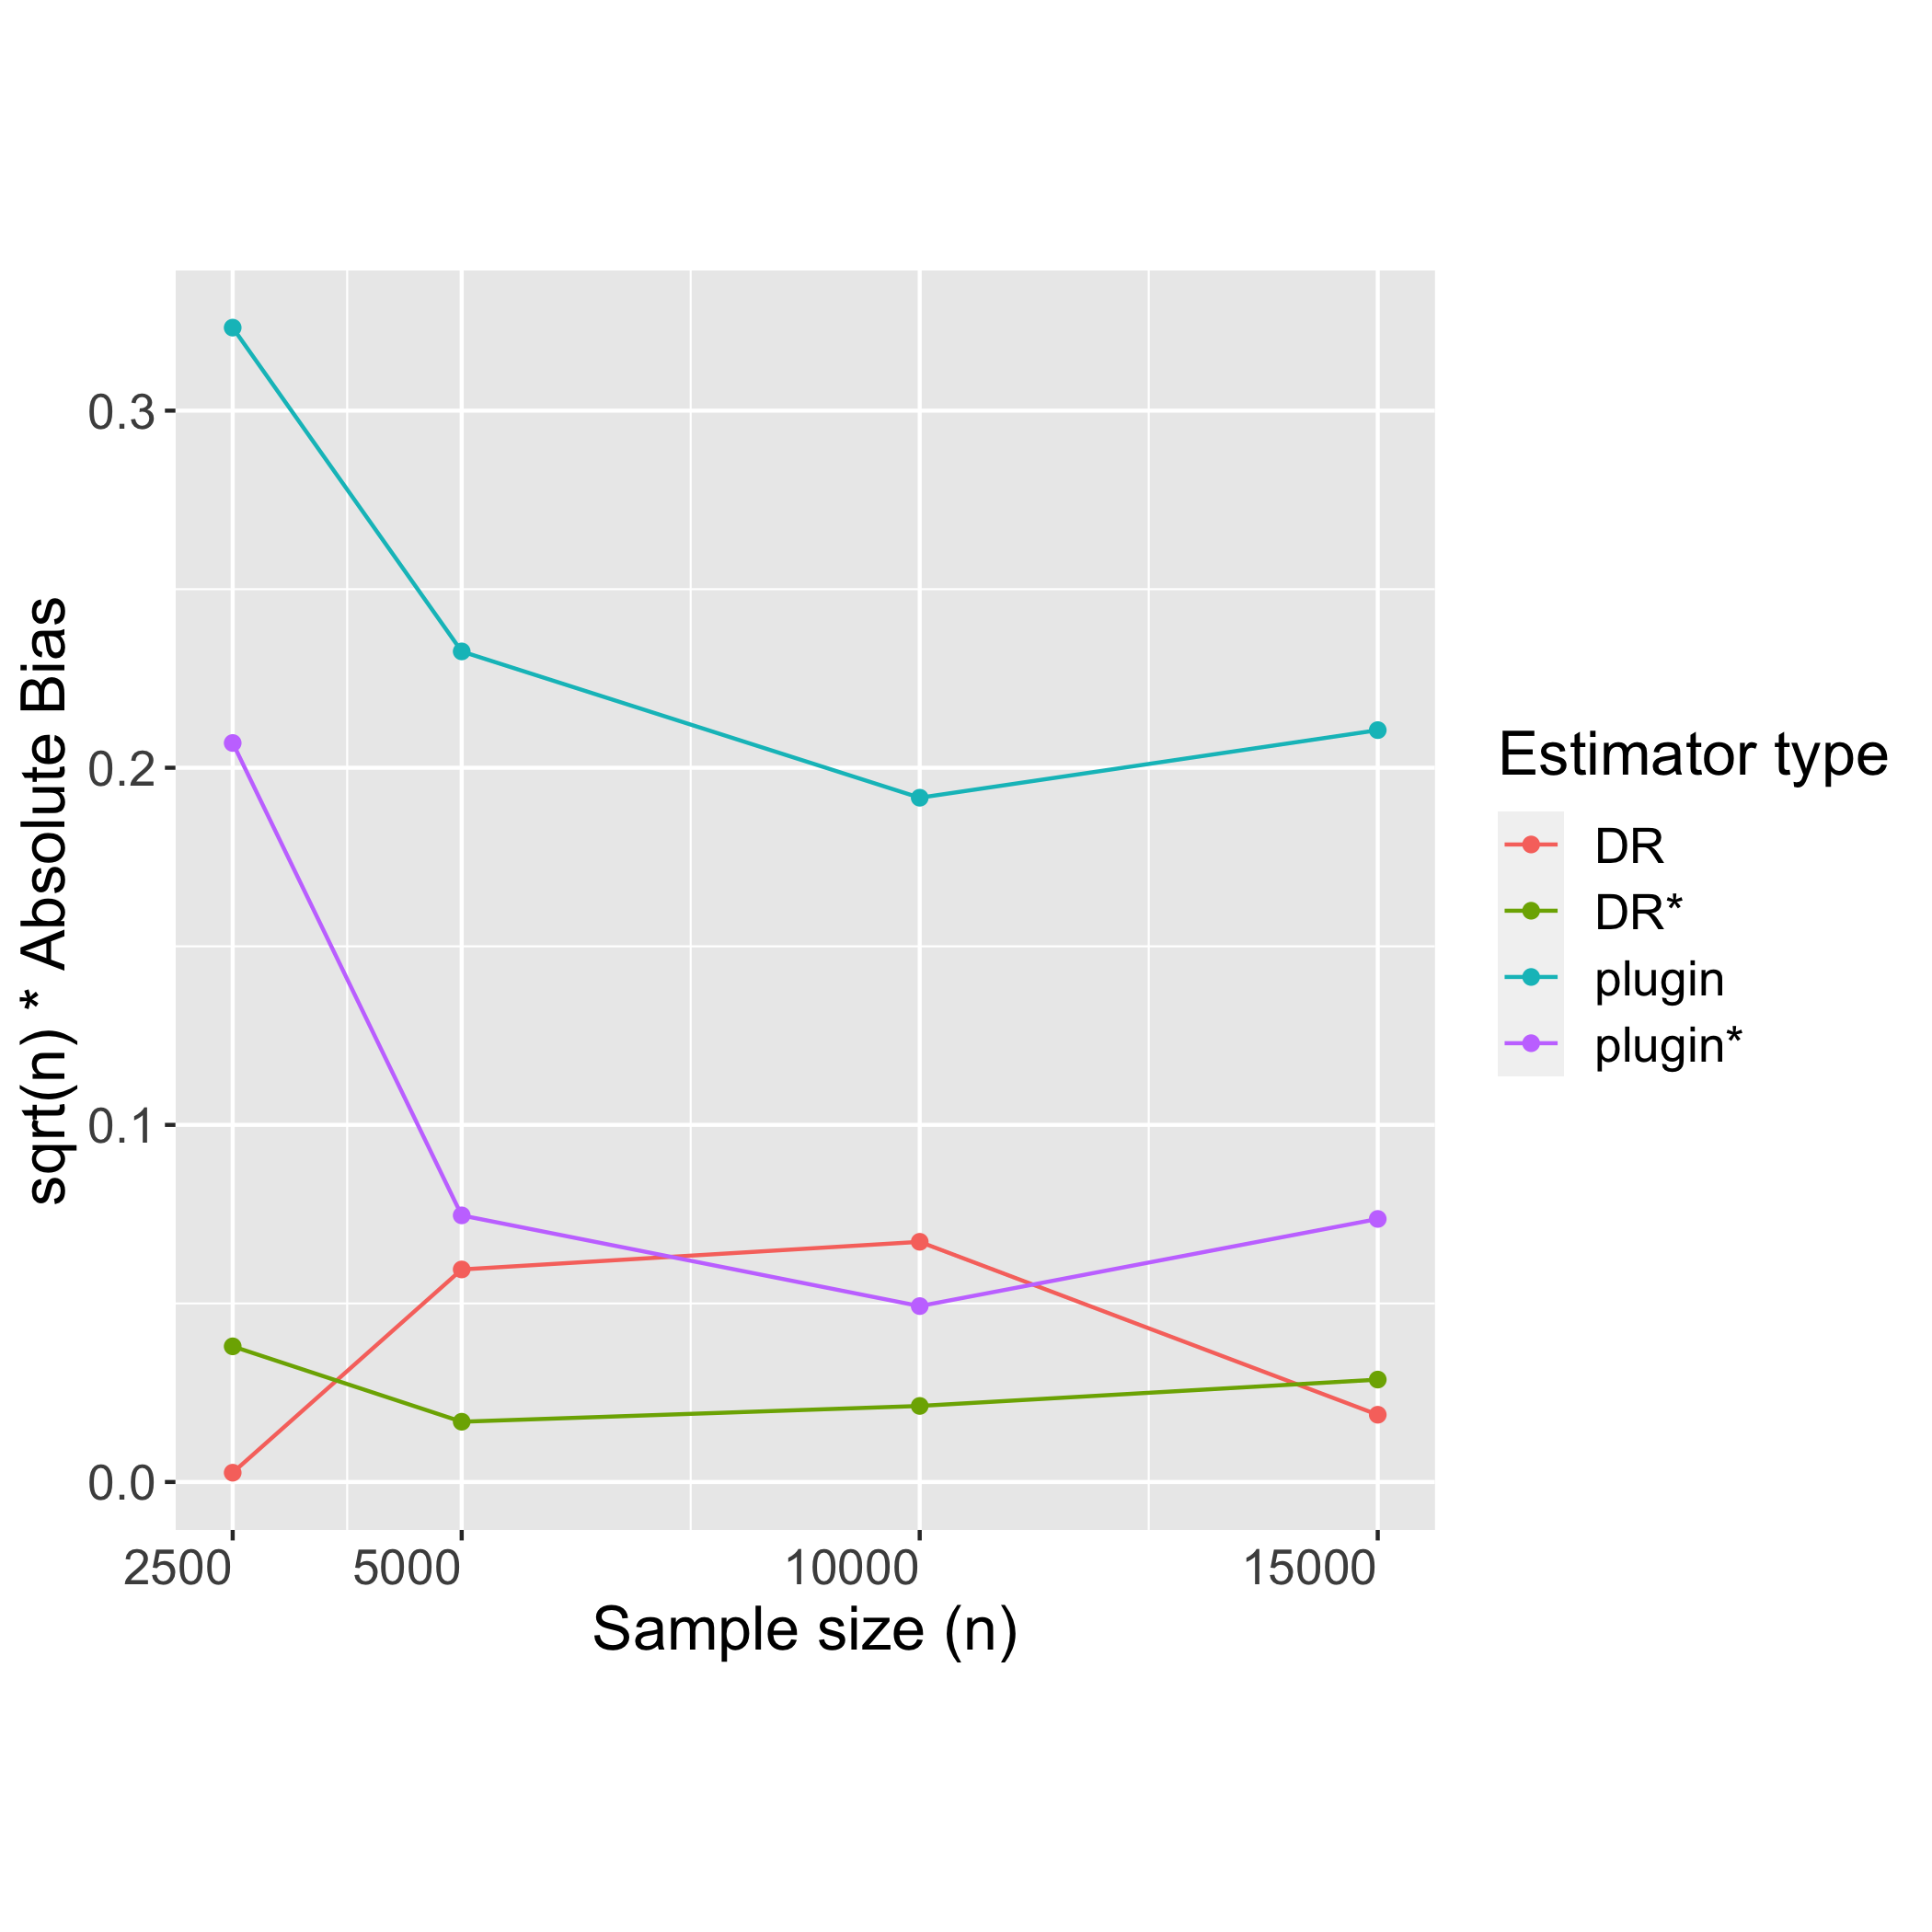 sqrt(n) * Absolute Bias
0.3
0.2
0.1
0.0
2500 5000 10000 15000
Sample size (n)
Estimator type
DR
DR*
plugin
plugin*